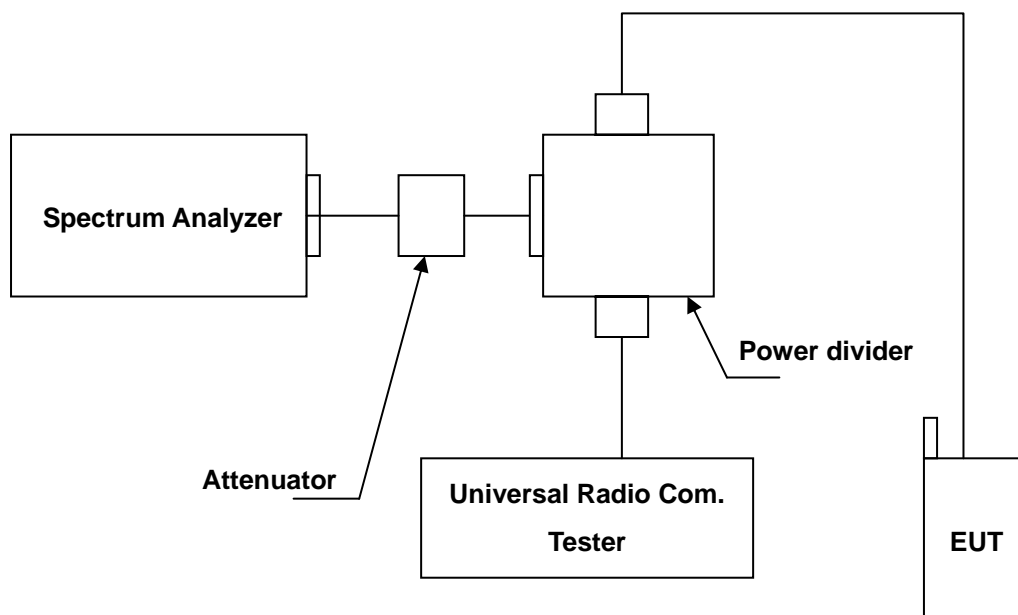 Spectrum Analyzer
Power divider
Attenuator
Universal Radio Com.
Tester
EUT